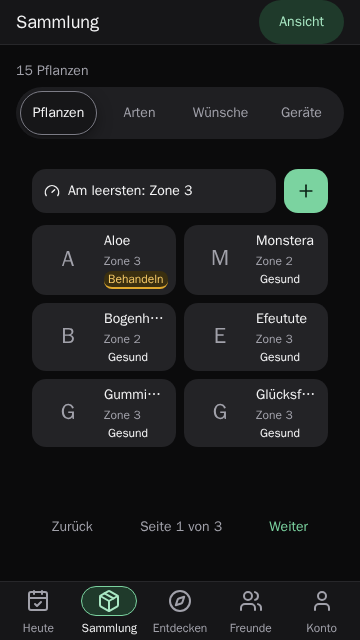 Sammlung
Ansicht
15 Pflanzen
Pflanzen
Arten
Wünsche
Geräte
Am leersten: Zone 3
A
Aloe
Zone 3
Behandeln
M
Monstera
Zone 2
Gesund
B
Bogenh···
Zone 2
Gesund
E
Efeutute
Zone 3
Gesund
G
Gummi···
Zone 3
Gesund
G
Glücksf···
Zone 3
Gesund
Zurück
Seite 1 von 3
Weiter
Heute
Sammlung
Entdecken
Freunde
Konto